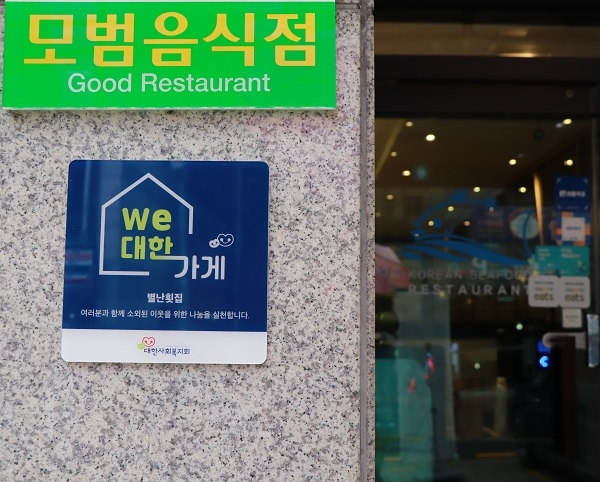 모범음식점
Good Restaurant
we
대한
가게
별난횟집
여러분과 함께 소외된 이웃을 위한 나눔을 실천합니다.
대한사회복지회
KOREAN SEAFOOD
RESTAURANT
eats
eats